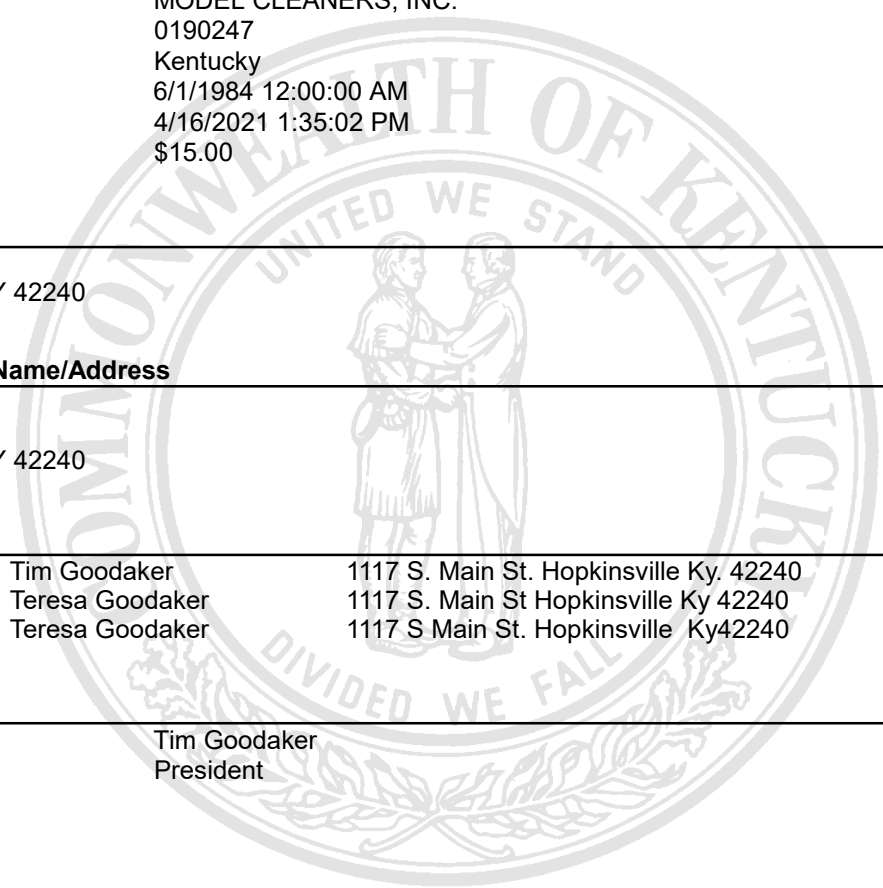 MODEL CLEANERS, INC.
0190247
Kentucky
6/1/1984 12:00:00 AM
4/16/2021 1:35:02 PM
$15.00
COMMONWEALTH OF KENTUCKY
UNITED WE STAND
Y 42240
Name/Address
Y 42240
Tim Goodaker 1117 S. Main St. Hopkinsville Ky. 42240
Teresa Goodaker 1117 S. Main St Hopkinsville Ky 42240
Teresa Goodaker 1117 S Main St. Hopkinsville Ky42240
DIVIDED WE FALL
Tim Goodaker
President